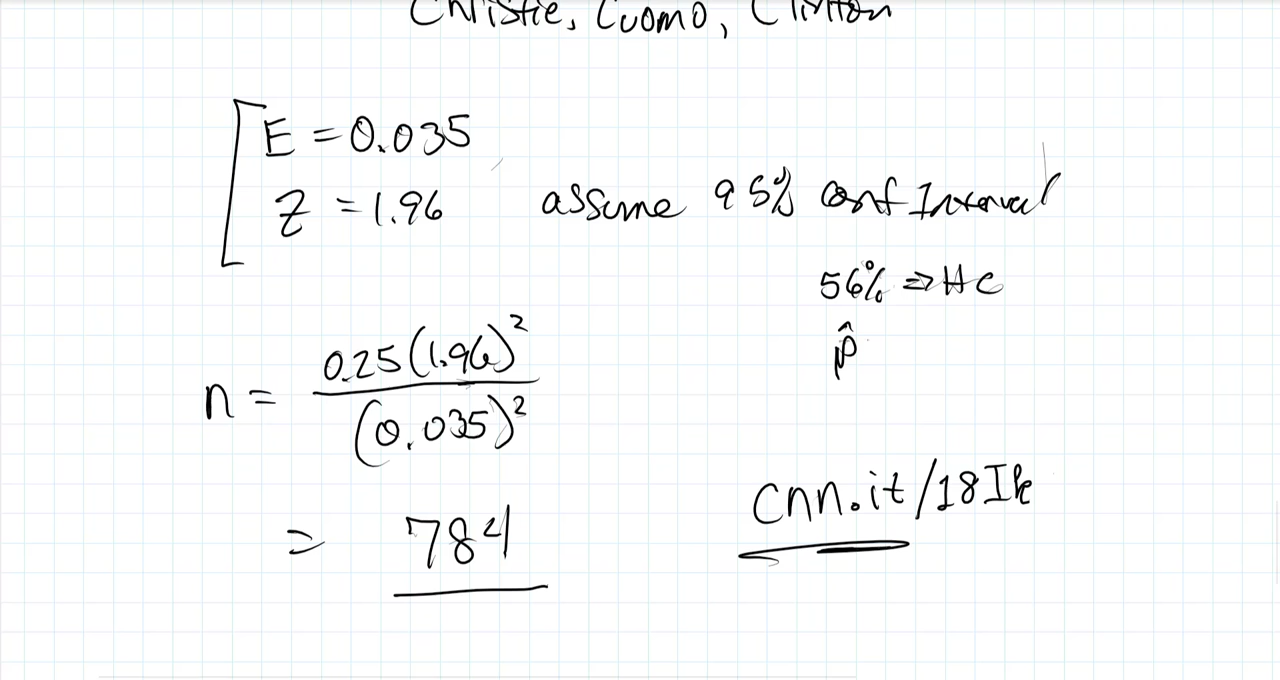 Christie, Cuomo, Clinton
E = 0.035
Z = 1.96 assume 95% conf Interval
56% => HC
p̂
n = 0.25(1.96)²
(0.035)²
= 784
cnn.it/18Ik